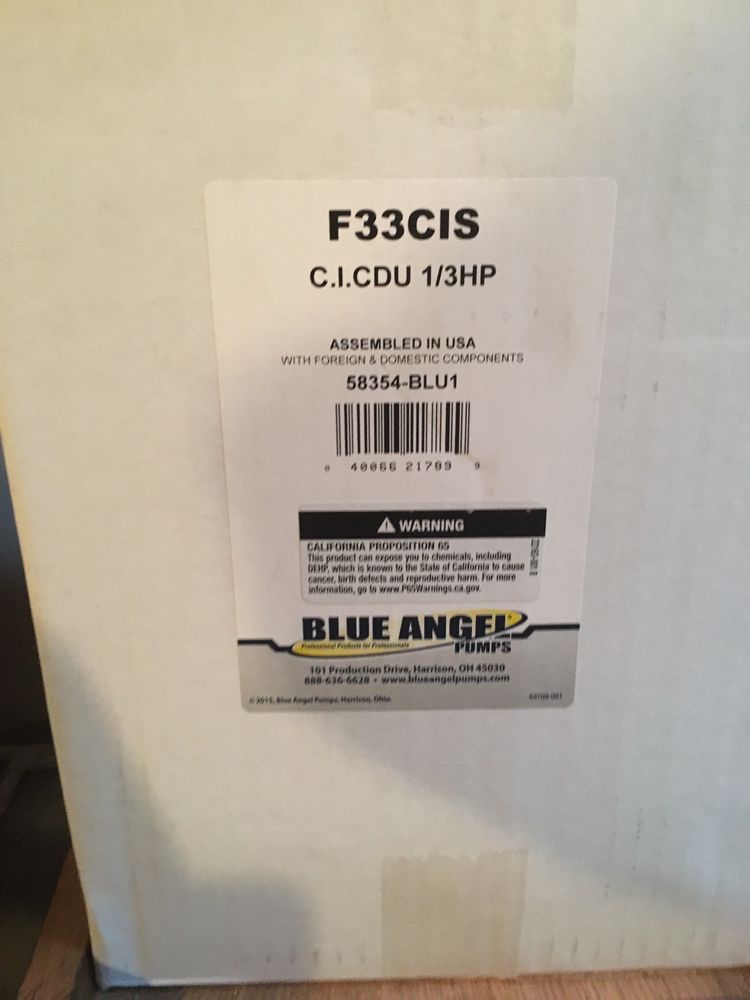 F33CIS
C.I.CDU 1/3HP
ASSEMBLED IN USA
WITH FOREIGN & DOMESTIC COMPONENTS
58354-BLU1
0 40066 21789 9
WARNING
CALIFORNIA PROPOSITION 65
This product can expose you to chemicals, including
DEHP, which is known to the State of California to cause
cancer, birth defects and reproductive harm. For more
information, go to www.P65Warnings.ca.gov.
BLUE ANGEL®
Professional Products for Professionals
PUMPS
101 Production Drive, Harrison, OH 45030
888-636-6628 • www.blueangelpumps.com
© 2015, Blue Angel Pumps, Harrison, Ohio.